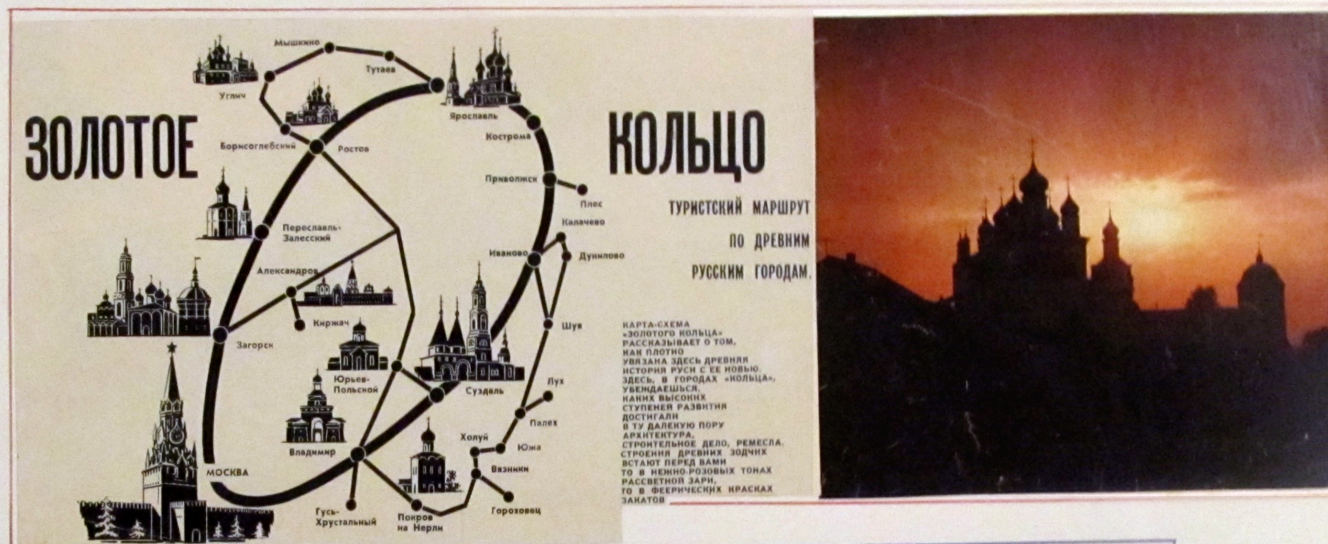 ЗОЛОТОЕ
КОЛЬЦО
ТУРИСТСКИЙ МАРШРУТ
ПО ДРЕВНИМ
РУССКИМ ГОРОДАМ.
Мышкино
Тутаев
Углич
Ярославль
Кострома
Борисоглебский
Ростов
Приволжск
Плес
Калачево
Переславль-
Залесский
Иваново
Дунилово
Александров
Киржач
Шуя
Загорск
Юрьев-
Польской
Суздаль
Лух
Палех
Холуй
Южа
Владимир
Вязники
МОСКВА
Гусь-
Хрустальный
Покров
на Нерли
Гороховец
КАРТА-СХЕМА
«ЗОЛОТОГО КОЛЬЦА»
РАССКАЗЫВАЕТ О ТОМ,
КАК ПЛОТНО
УВЯЗАНА ЗДЕСЬ ДРЕВНЯЯ
ИСТОРИЯ РУСИ С ЕЕ НОВЬЮ.
ЗДЕСЬ, В ГОРОДАХ «КОЛЬЦА»,
УБЕЖДАЕШЬСЯ,
КАКИХ ВЫСОКИХ
СТУПЕНЕЙ РАЗВИТИЯ
ДОСТИГАЛИ
В ТУ ДАЛЕКУЮ ПОРУ
АРХИТЕКТУРА,
СТРОИТЕЛЬНОЕ ДЕЛО, РЕМЕСЛА.
СТРОЕНИЯ ДРЕВНИХ ЗОДЧИХ
ВСТАЮТ ПЕРЕД ВАМИ
ТО В НЕЖНО-РОЗОВЫХ ТОНАХ
РАССВЕТНОЙ ЗАРИ,
ТО В ФЕЕРИЧЕСКИХ КРАСКАХ
ЗАКАТОВ